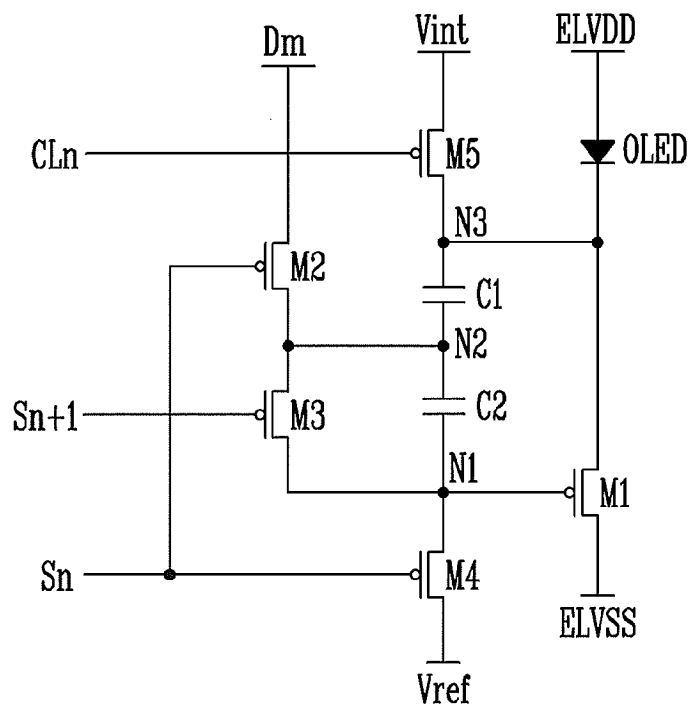 Dm
Vint
ELVDD
CLn
M5
OLED
N3
M2
C1
N2
Sn+1
M3
C2
N1
M1
Sn
M4
ELVSS
Vref